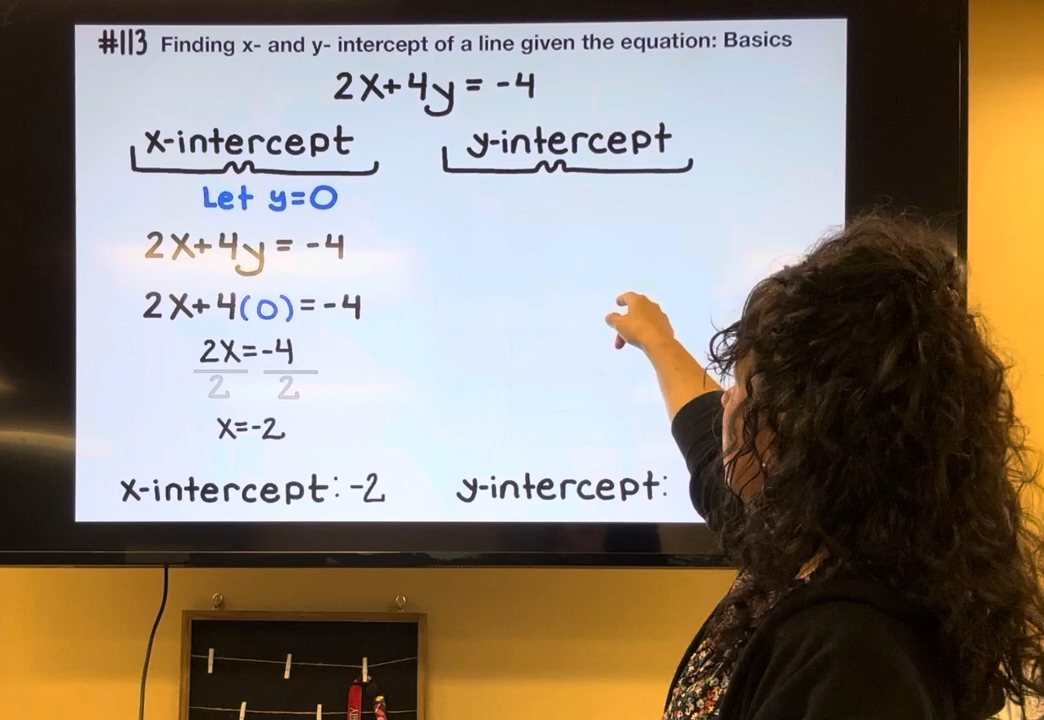 #113 Finding x- and y- intercept of a line given the equation: Basics
2x+4y = -4
x-intercept
y-intercept
Let y=0
2x+4y = -4
2x+4(0) = -4
2x=-4
2 2
x=-2
x-intercept: -2
y-intercept: